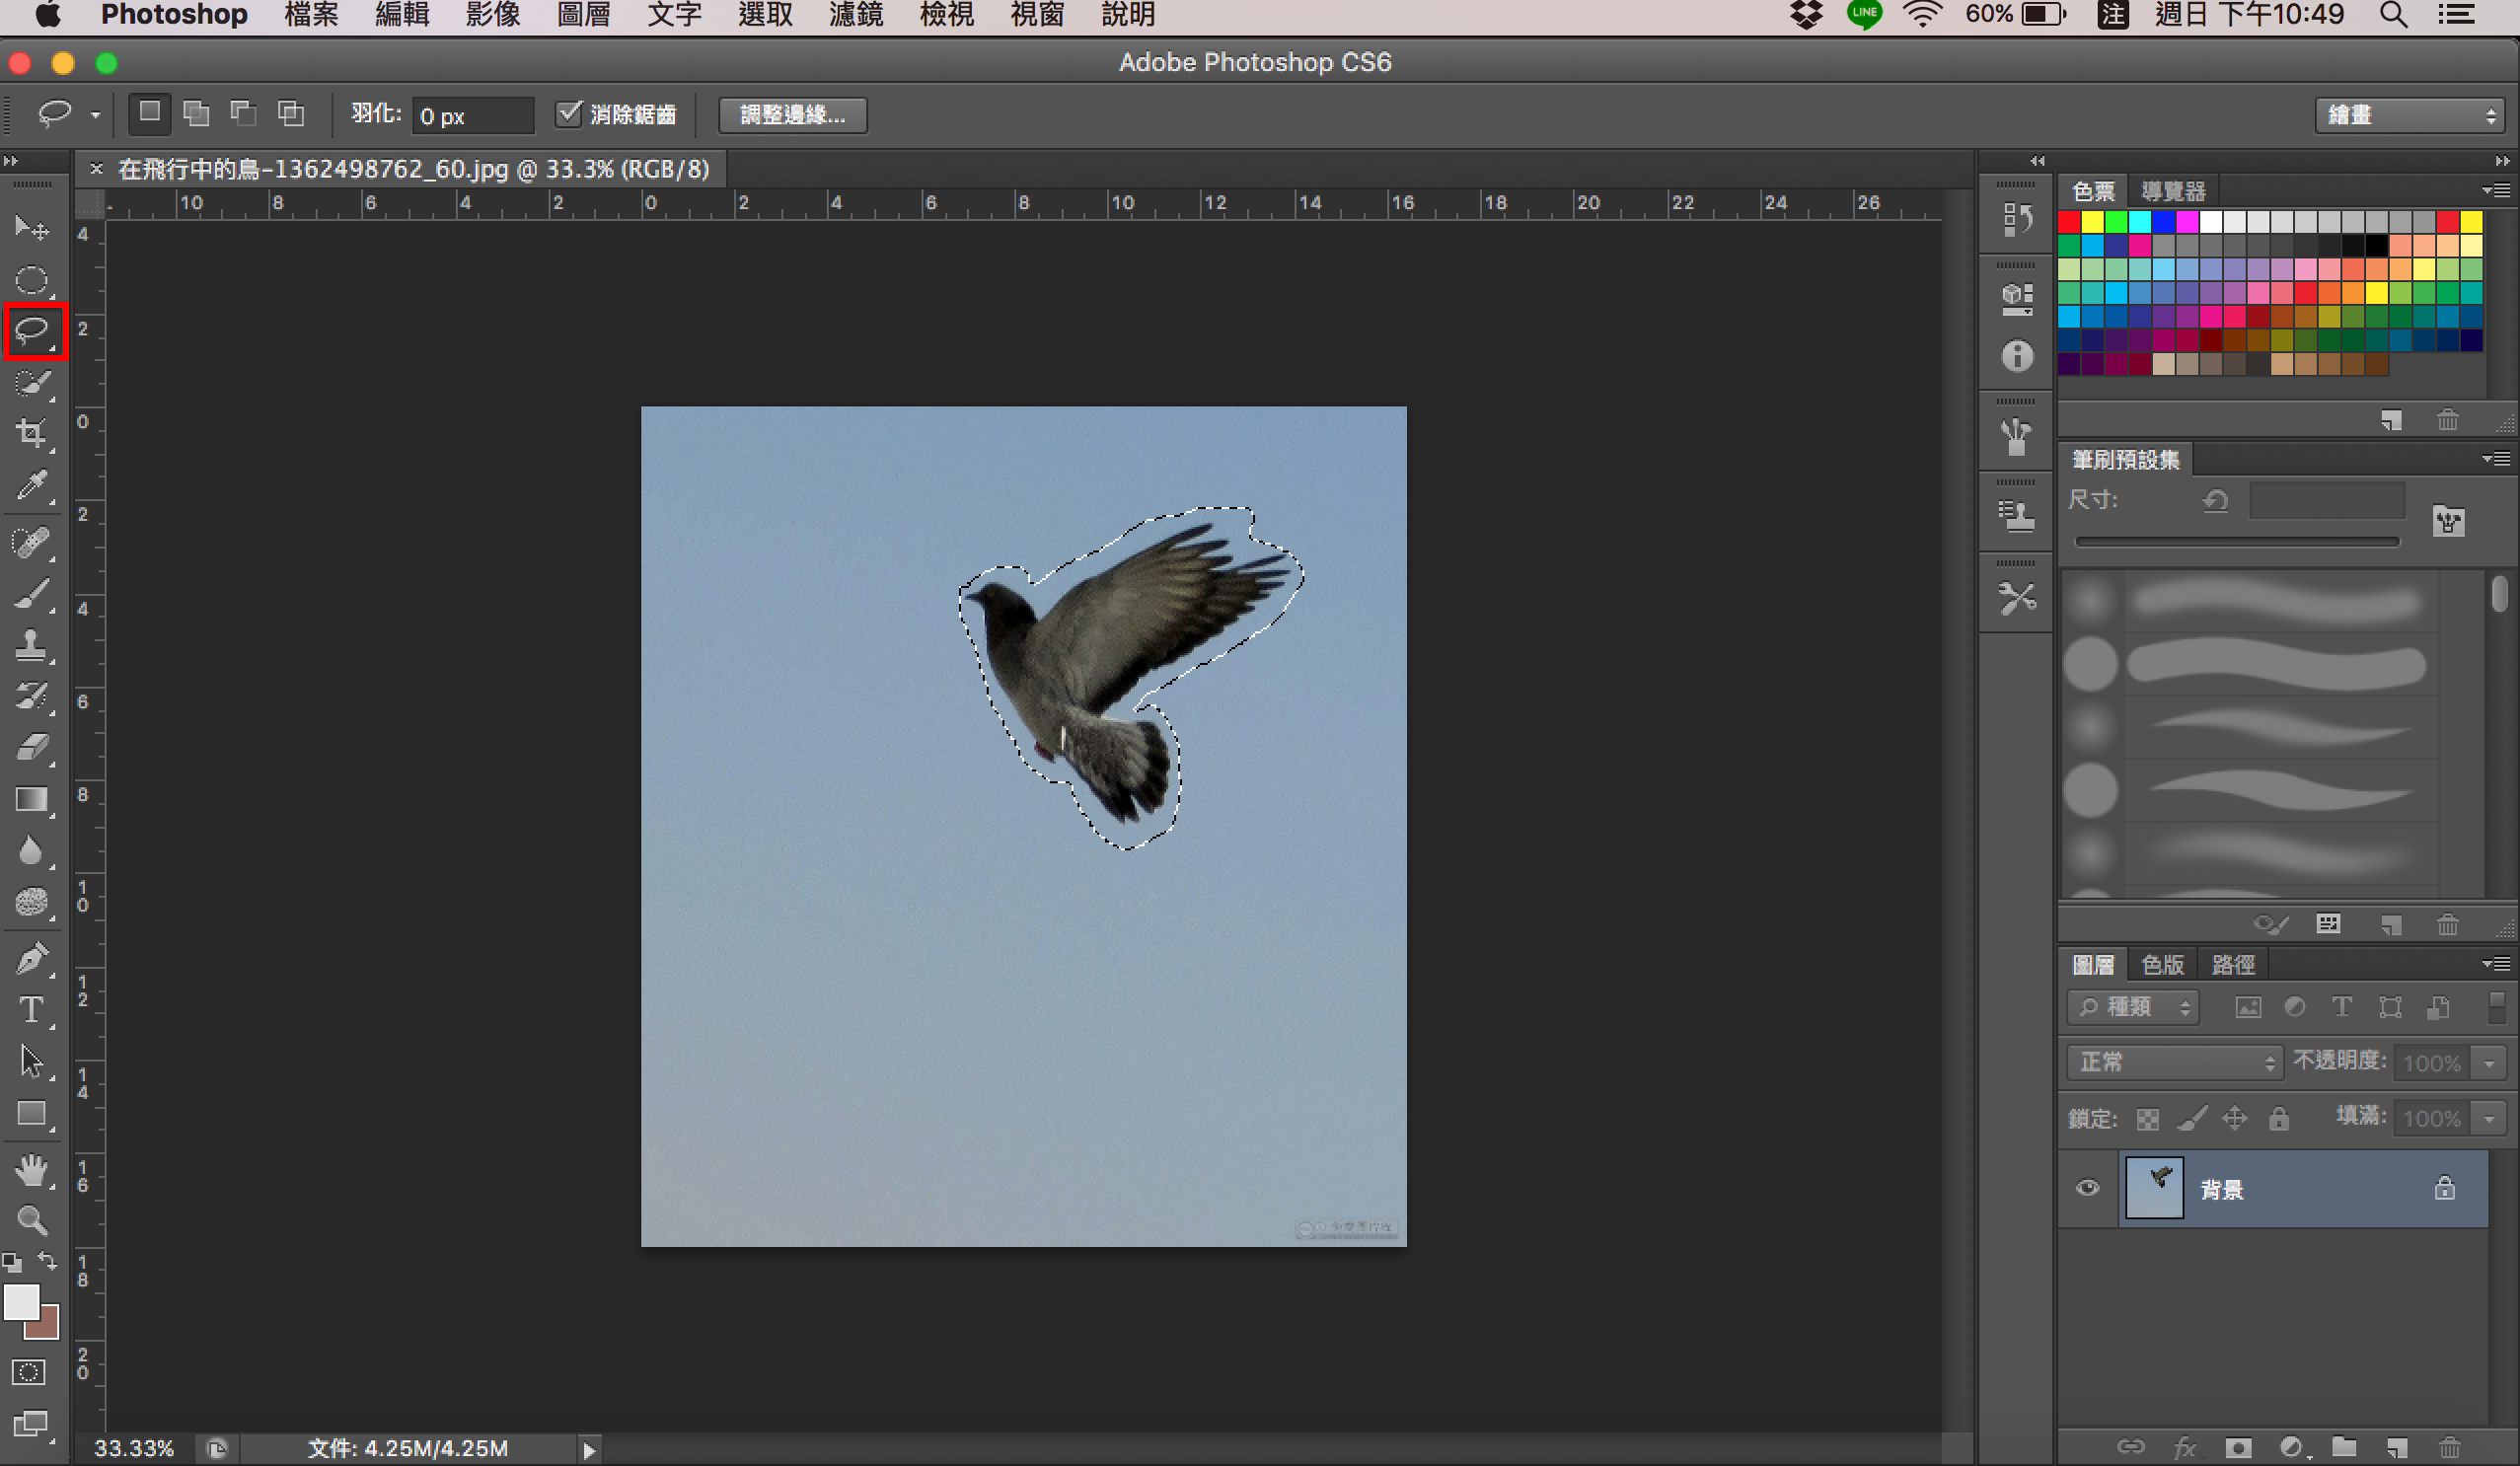 Photoshop 檔案 編輯 影像 圖層 文字 選取 濾鏡 檢視 視窗 說明 LINE 60% 注 週日 下午10:49
Adobe Photoshop CS6
羽化: 0 px 消除鋸齒 調整邊緣... 繪畫
在飛行中的鳥-1362498762_60.jpg @ 33.3% (RGB/8)
10 8 6 4 2 0 2 4 6 8 10 12 14 16 18 20 22 24 26
4
2
0
2
4
6
8
10
12
14
16
18
20
色票 導覽器
筆刷預設集
尺寸:
圖層 色版 路徑
種類
正常 不透明度: 100%
鎖定: 填滿: 100%
背景
33.33% 文件: 4.25M/4.25M